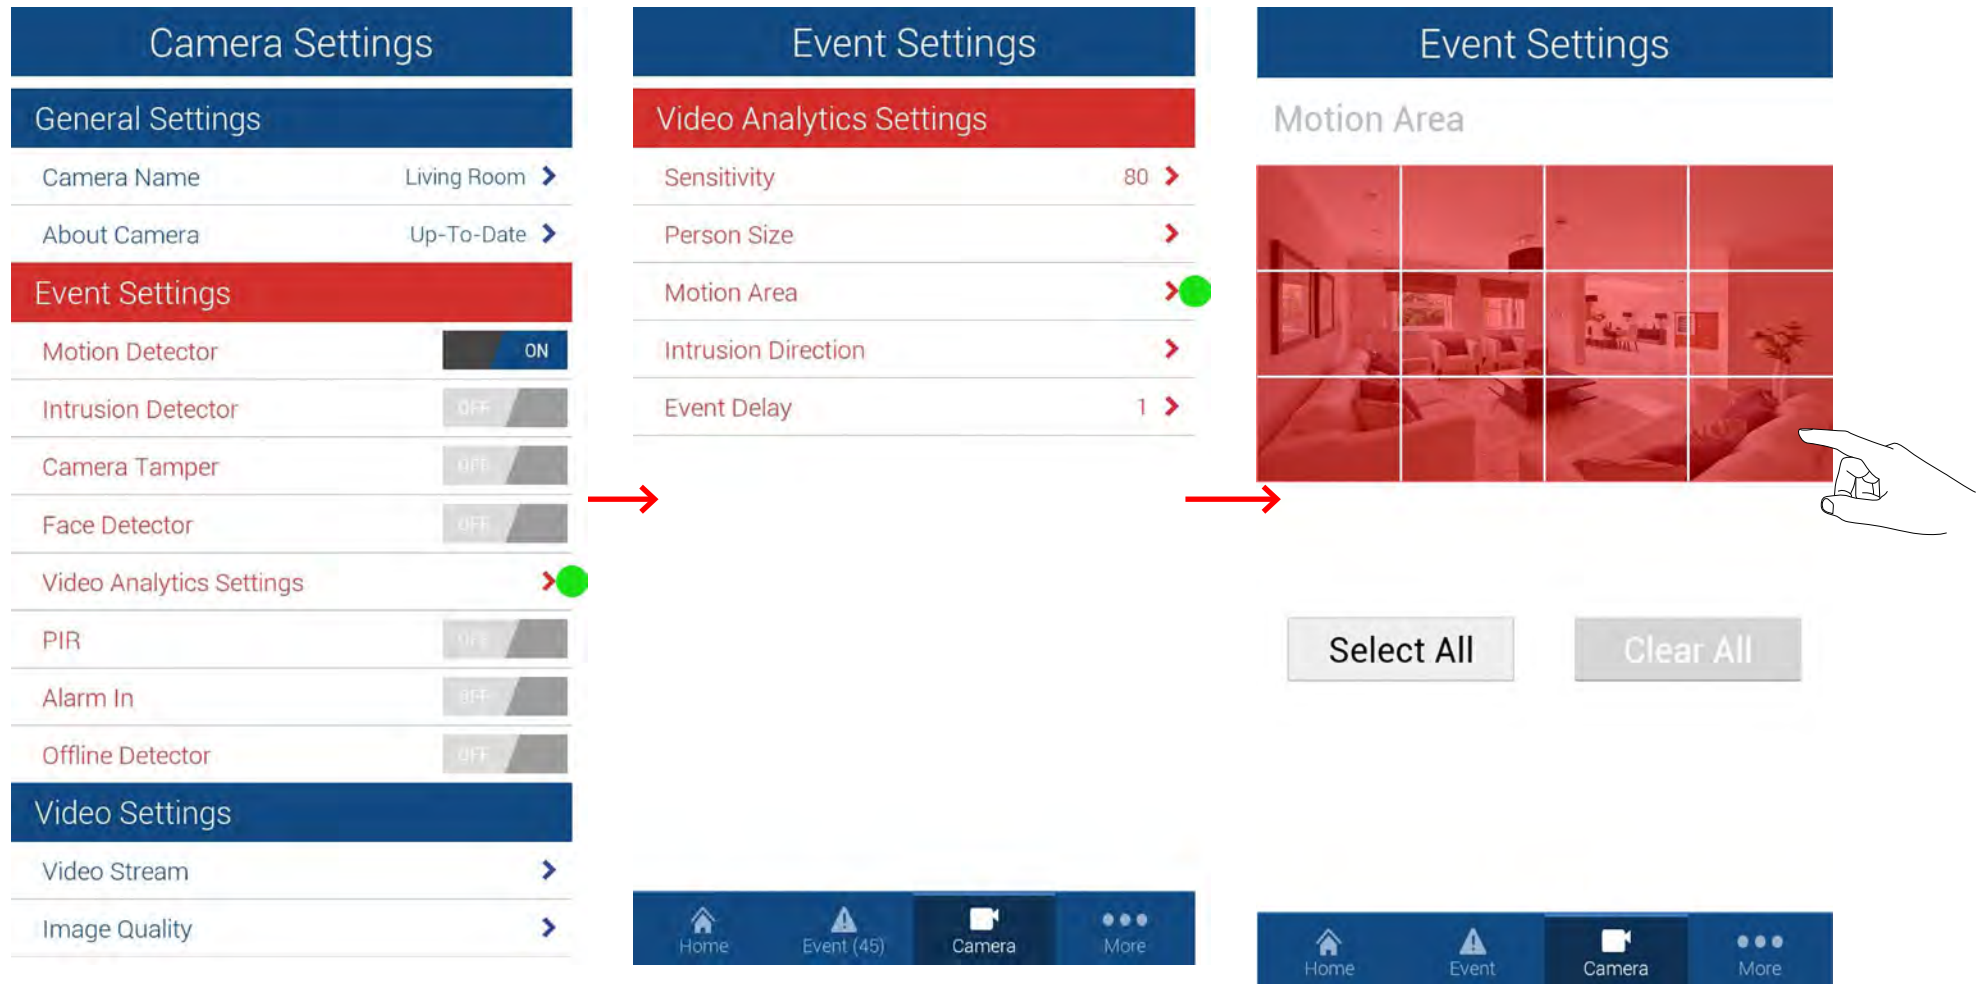 Camera Settings
General Settings
Camera Name Living Room
About Camera Up-To-Date
Event Settings
Motion Detector ON
Intrusion Detector OFF
Camera Tamper OFF
Face Detector OFF
Video Analytics Settings
PIR OFF
Alarm In OFF
Offline Detector OFF
Video Settings
Video Stream
Image Quality
Event Settings
Video Analytics Settings
Sensitivity 80
Person Size
Motion Area
Intrusion Direction
Event Delay 1
Home Event (45) Camera More
Event Settings
Motion Area
Select All Clear All
Home Event Camera More